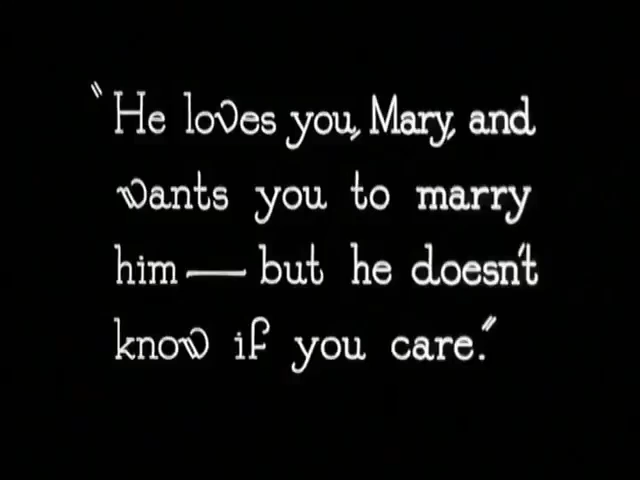 "He loves you, Mary, and
wants you to marry
him — but he doesn't
know if you care."